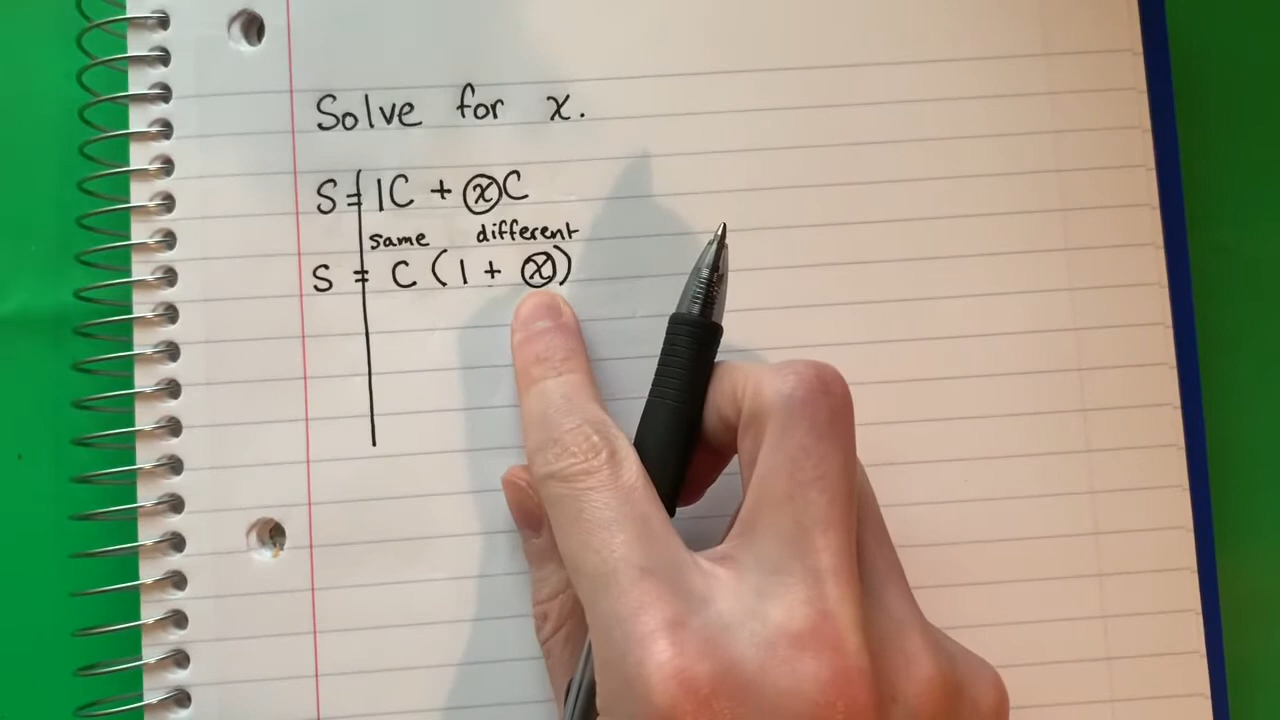 Solve for x.
S = 1C + xC
same different
S = C (1 + x)